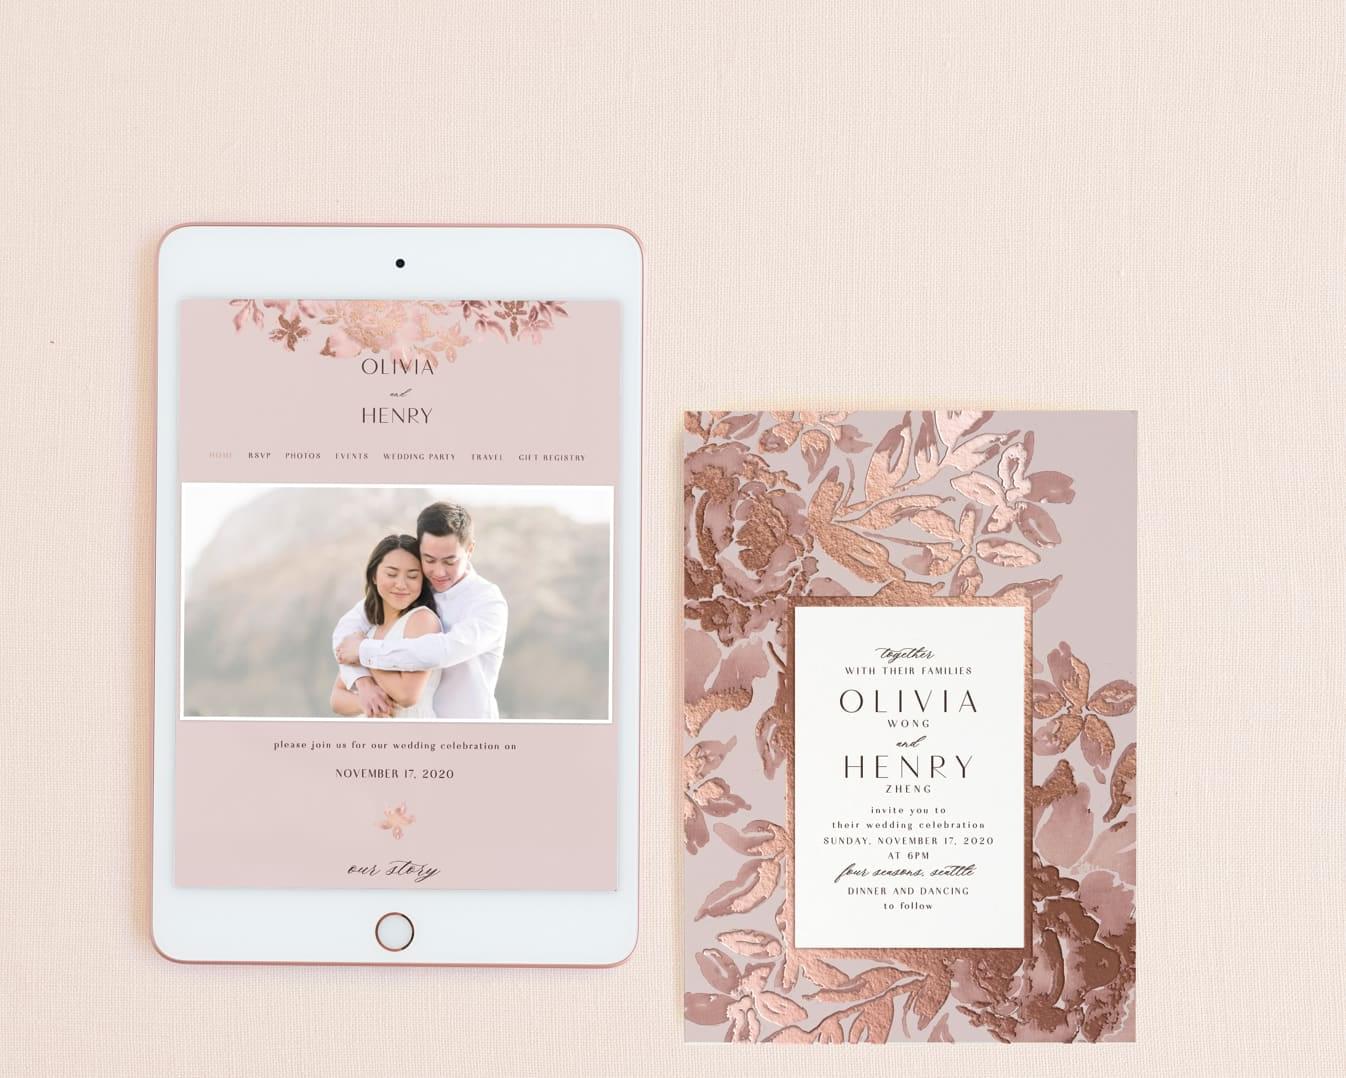 OLIVIA
and
HENRY
HOME RSVP PHOTOS EVENTS WEDDING PARTY TRAVEL GIFT REGISTRY
please join us for our wedding celebration on
NOVEMBER 17, 2020
our story
together
WITH THEIR FAMILIES
OLIVIA
WONG
and
HENRY
ZHENG
invite you to
their wedding celebration
SUNDAY, NOVEMBER 17, 2020
AT 6PM
four seasons, seattle
DINNER AND DANCING
to follow